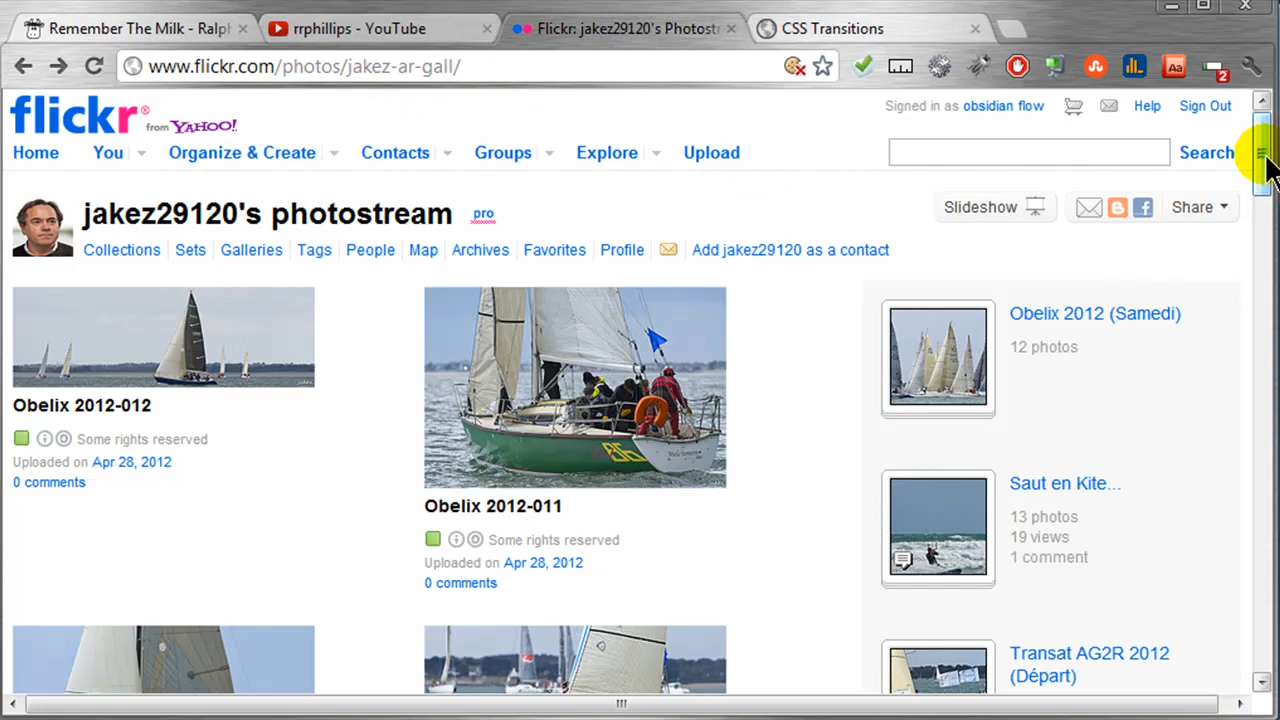 Remember The Milk - Ralph
rrphillips - YouTube
Flickr: jakez29120's Photostr
CSS Transitions
www.flickr.com/photos/jakez-ar-gall/
Aa
2
flickr® from YAHOO!
Signed in as obsidian flow Help Sign Out
Home You Organize & Create Contacts Groups Explore Upload Search
jakez29120's photostream pro
Slideshow Share
Collections Sets Galleries Tags People Map Archives Favorites Profile Add jakez29120 as a contact
Obelix 2012-012
Some rights reserved
Uploaded on Apr 28, 2012
0 comments
Obelix 2012-011
Some rights reserved
Uploaded on Apr 28, 2012
0 comments
Obelix 2012 (Samedi)
12 photos
Saut en Kite...
13 photos
19 views
1 comment
Transat AG2R 2012
(Départ)